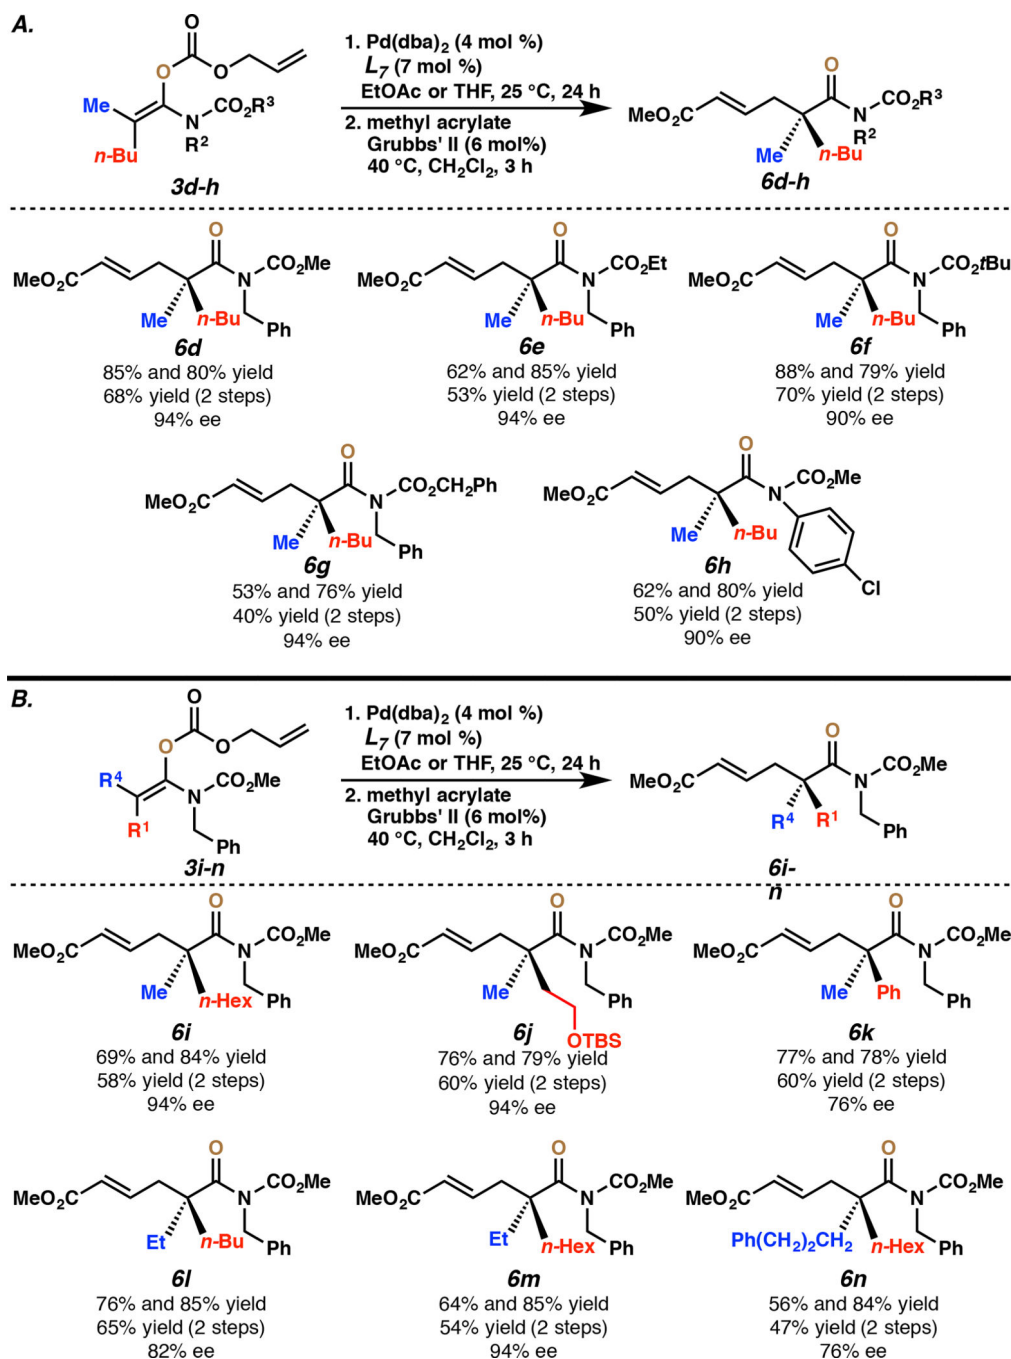 A.
O
O
O
Me
N
CO2R3
R2
n-Bu
3d-h
1. Pd(dba)2 (4 mol %)
L7 (7 mol %)
EtOAc or THF, 25 °C, 24 h
2. methyl acrylate
Grubbs' II (6 mol%)
40 °C, CH2Cl2, 3 h
O
MeO2C
N
CO2R3
R2
Me
n-Bu
6d-h
O
MeO2C
N
CO2Me
Me
n-Bu
Ph
6d
85% and 80% yield
68% yield (2 steps)
94% ee
O
MeO2C
N
CO2Et
Me
n-Bu
Ph
6e
62% and 85% yield
53% yield (2 steps)
94% ee
O
MeO2C
N
CO2tBu
Me
n-Bu
Ph
6f
88% and 79% yield
70% yield (2 steps)
90% ee
O
MeO2C
N
CO2CH2Ph
Me
n-Bu
Ph
6g
53% and 76% yield
40% yield (2 steps)
94% ee
O
MeO2C
N
CO2Me
Me
n-Bu
Cl
6h
62% and 80% yield
50% yield (2 steps)
90% ee
B.
O
O
O
R4
N
CO2Me
R1
Ph
3i-n
1. Pd(dba)2 (4 mol %)
L7 (7 mol %)
EtOAc or THF, 25 °C, 24 h
2. methyl acrylate
Grubbs' II (6 mol%)
40 °C, CH2Cl2, 3 h
O
MeO2C
N
CO2Me
R4
R1
Ph
6i-
n
O
MeO2C
N
CO2Me
Me
n-Hex
Ph
6i
69% and 84% yield
58% yield (2 steps)
94% ee
O
MeO2C
N
CO2Me
Me
Ph
OTBS
6j
76% and 79% yield
60% yield (2 steps)
94% ee
O
MeO2C
N
CO2Me
Me
Ph
Ph
6k
77% and 78% yield
60% yield (2 steps)
76% ee
O
MeO2C
N
CO2Me
Et
n-Bu
Ph
6l
76% and 85% yield
65% yield (2 steps)
82% ee
O
MeO2C
N
CO2Me
Et
n-Hex
Ph
6m
64% and 85% yield
54% yield (2 steps)
94% ee
O
MeO2C
N
CO2Me
Ph(CH2)2CH2
n-Hex
Ph
6n
56% and 84% yield
47% yield (2 steps)
76% ee